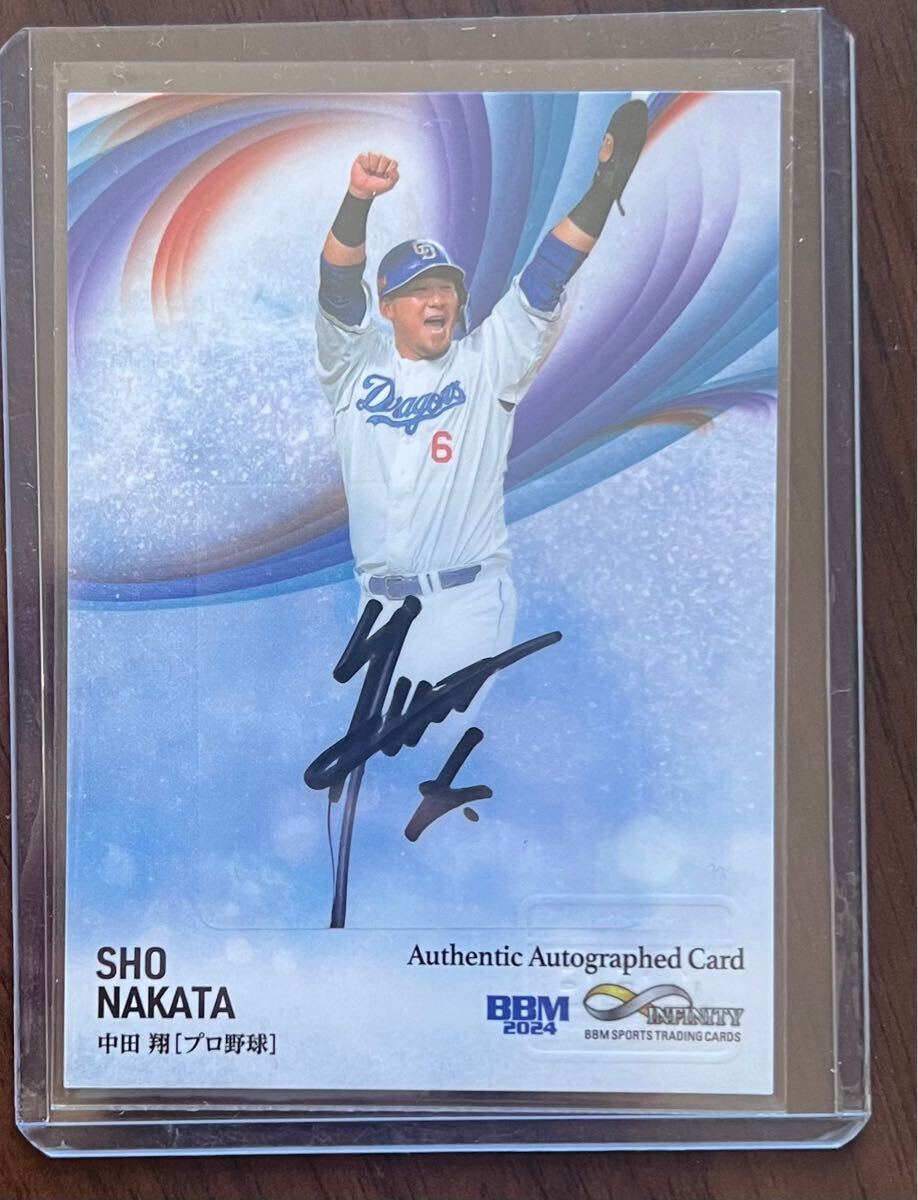 CD
Dragons
6
SHO
NAKATA
中田 翔[プロ野球]
Authentic Autographed Card
BBM
2024
INFINITY
BBM SPORTS TRADING CARDS